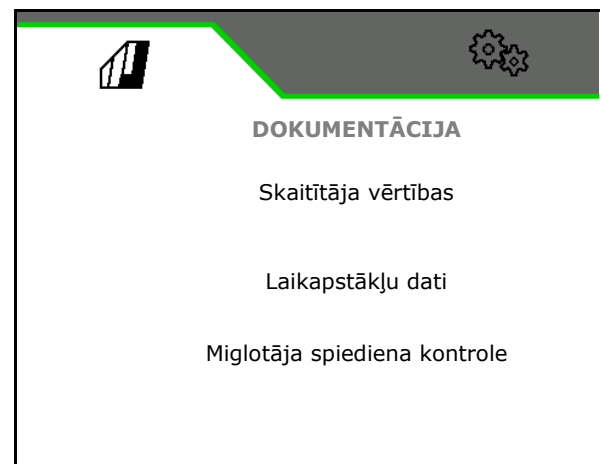 DOKUMENTĀCIJA
Skaitītāja vērtības
Laikapstākļu dati
Miglotāja spiediena kontrole